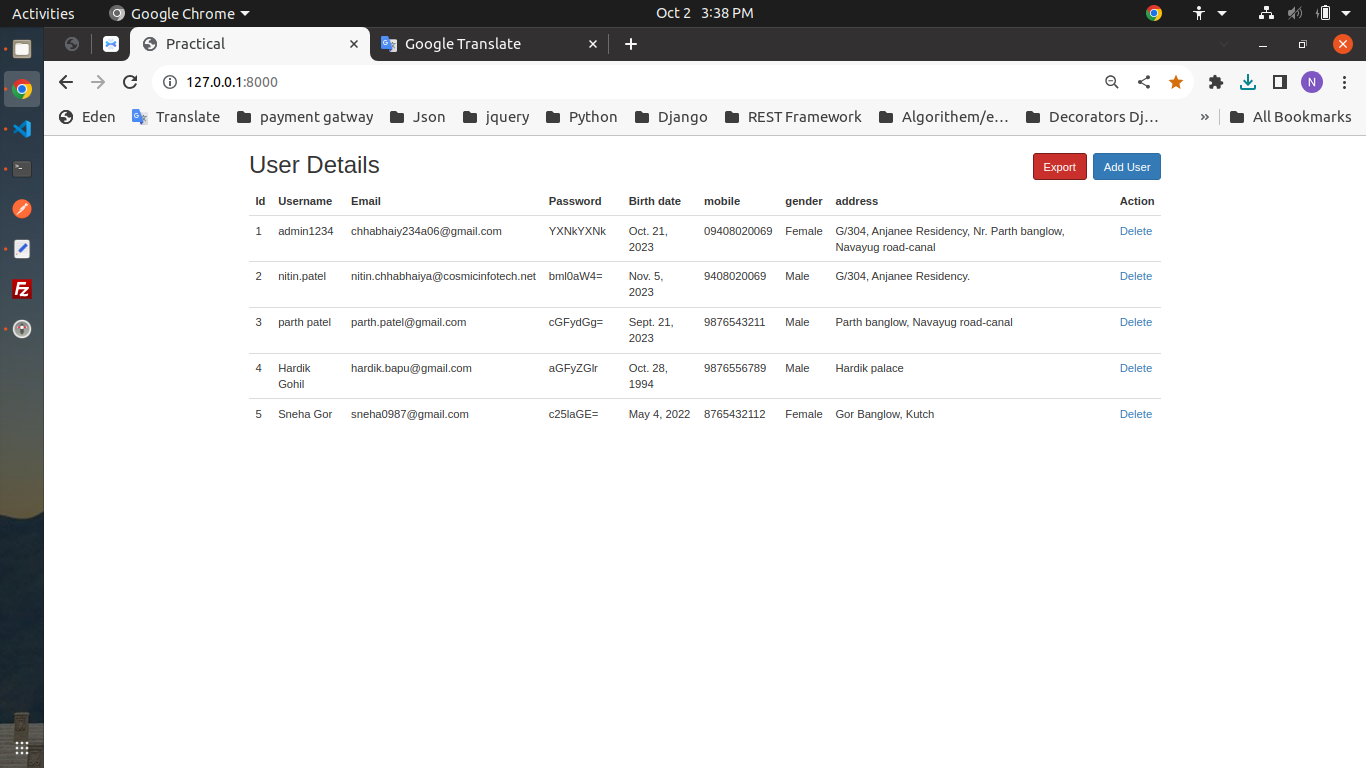 Activities Google Chrome Oct 2 3:38 PM
Practical Google Translate
127.0.0.1:8000 N
Eden Translate payment gatway Json jquery Python Django REST Framework Algorithem/e… Decorators Dj… » All Bookmarks
User Details Export Add User
Id Username Email Password Birth date mobile gender address Action
1 admin1234 chhabhaiy234a06@gmail.com YXNkYXNk Oct. 21, 09408020069 Female G/304, Anjanee Residency, Nr. Parth banglow, Delete
2023 Navayug road-canal
2 nitin.patel nitin.chhabhaiya@cosmicinfotech.net bml0aW4= Nov. 5, 9408020069 Male G/304, Anjanee Residency. Delete
2023
3 parth patel parth.patel@gmail.com cGFydGg= Sept. 21, 9876543211 Male Parth banglow, Navayug road-canal Delete
2023
4 Hardik hardik.bapu@gmail.com aGFyZGlr Oct. 28, 9876556789 Male Hardik palace Delete
Gohil 1994
5 Sneha Gor sneha0987@gmail.com c25laGE= May 4, 2022 8765432112 Female Gor Banglow, Kutch Delete
Fz